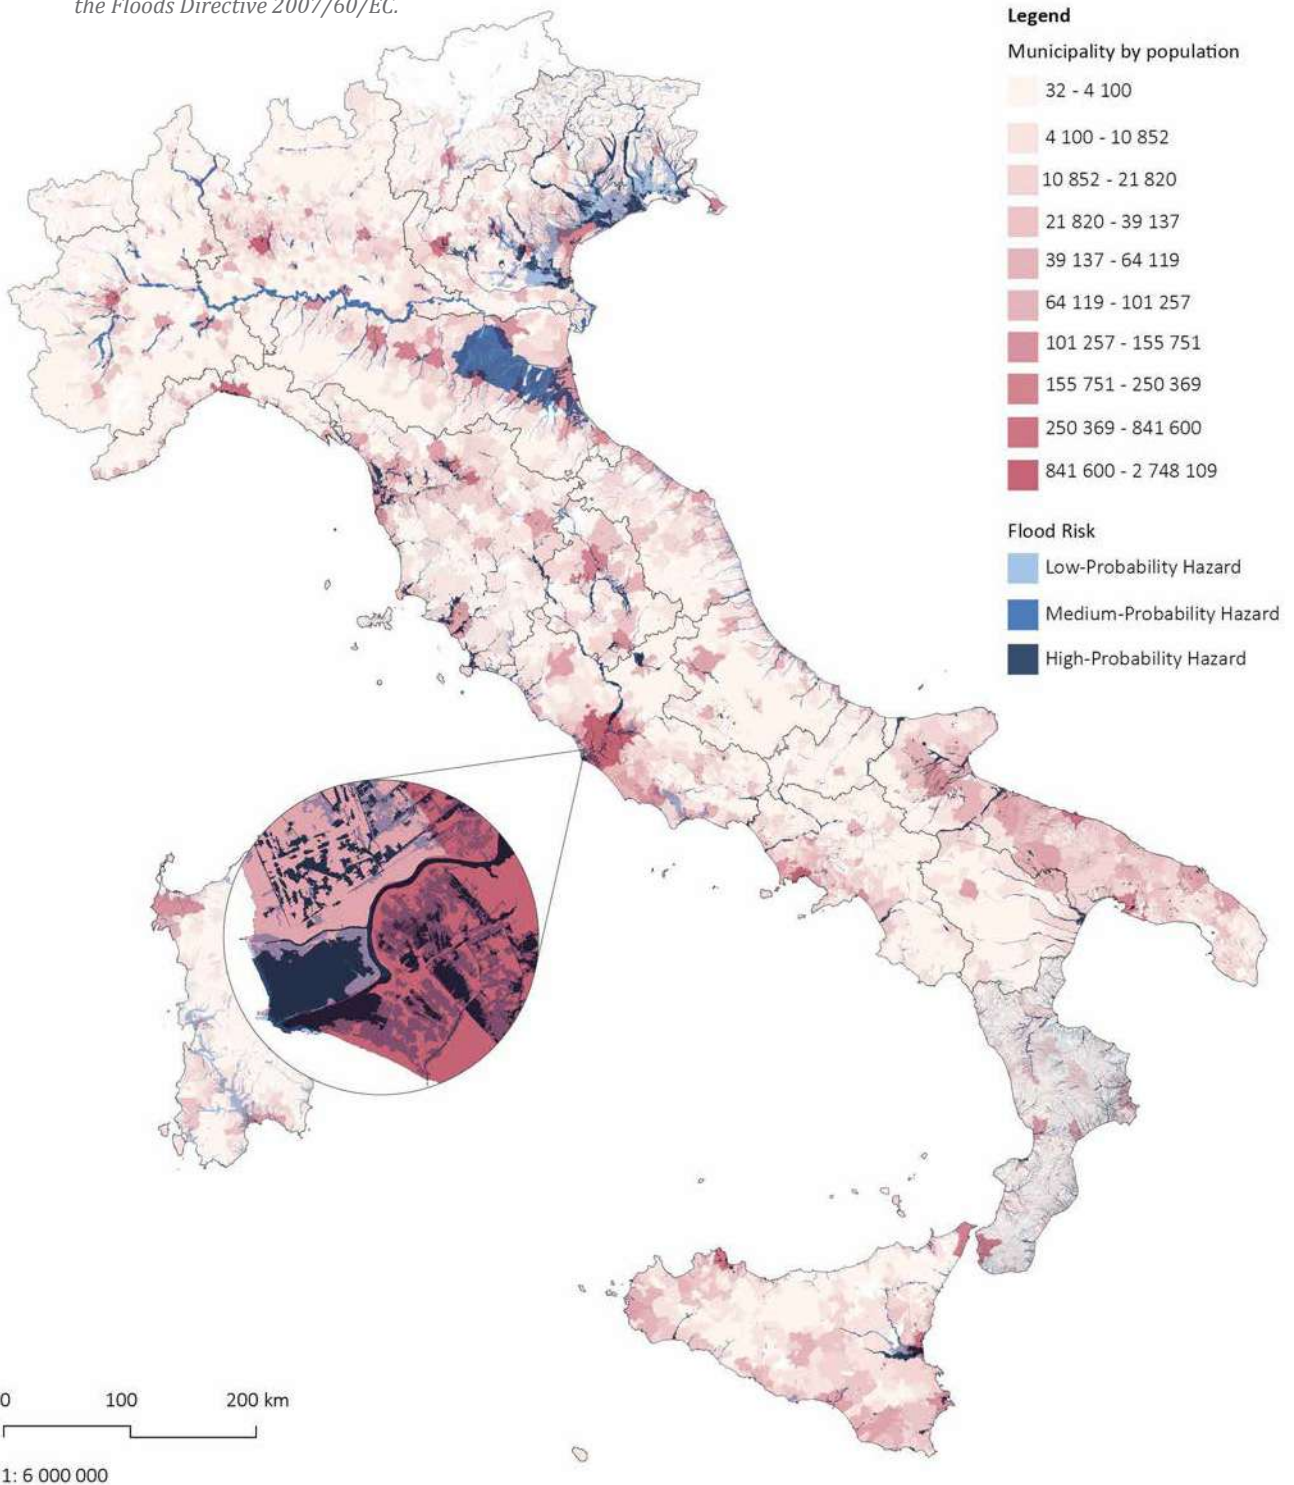 the Floods Directive 2007/60/EC.
Legend
Municipality by population
32 - 4 100
4 100 - 10 852
10 852 - 21 820
21 820 - 39 137
39 137 - 64 119
64 119 - 101 257
101 257 - 155 751
155 751 - 250 369
250 369 - 841 600
841 600 - 2 748 109
Flood Risk
Low-Probability Hazard
Medium-Probability Hazard
High-Probability Hazard
0 100 200 km
1: 6 000 000